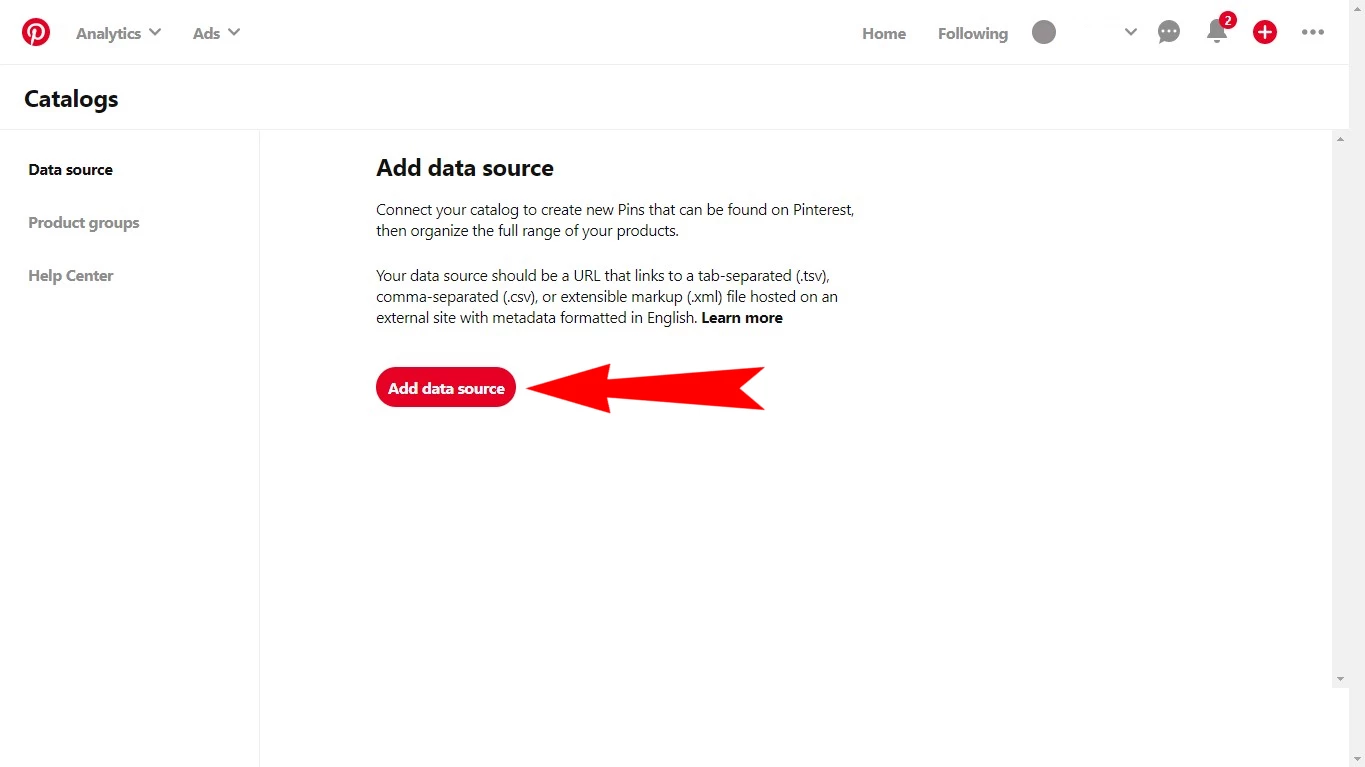 Analytics Ads Home Following 2
Catalogs
Data source
Product groups
Help Center
Add data source
Connect your catalog to create new Pins that can be found on Pinterest,
then organize the full range of your products.
Your data source should be a URL that links to a tab-separated (.tsv),
comma-separated (.csv), or extensible markup (.xml) file hosted on an
external site with metadata formatted in English. Learn more
Add data source